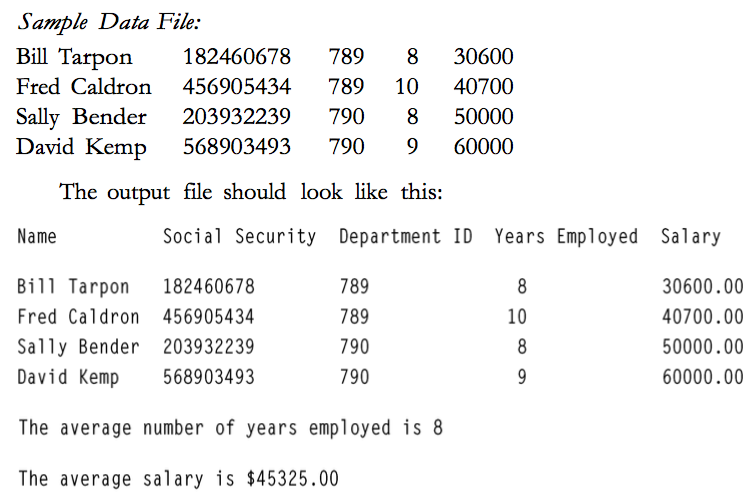 Sample Data File:
Bill Tarpon 182460678 789 8 30600
Fred Caldron 456905434 789 10 40700
Sally Bender 203932239 790 8 50000
David Kemp 568903493 790 9 60000
The output file should look like this:
Name Social Security Department ID Years Employed Salary
Bill Tarpon 182460678 789 8 30600.00
Fred Caldron 456905434 789 10 40700.00
Sally Bender 203932239 790 8 50000.00
David Kemp 568903493 790 9 60000.00
The average number of years employed is 8
The average salary is $45325.00